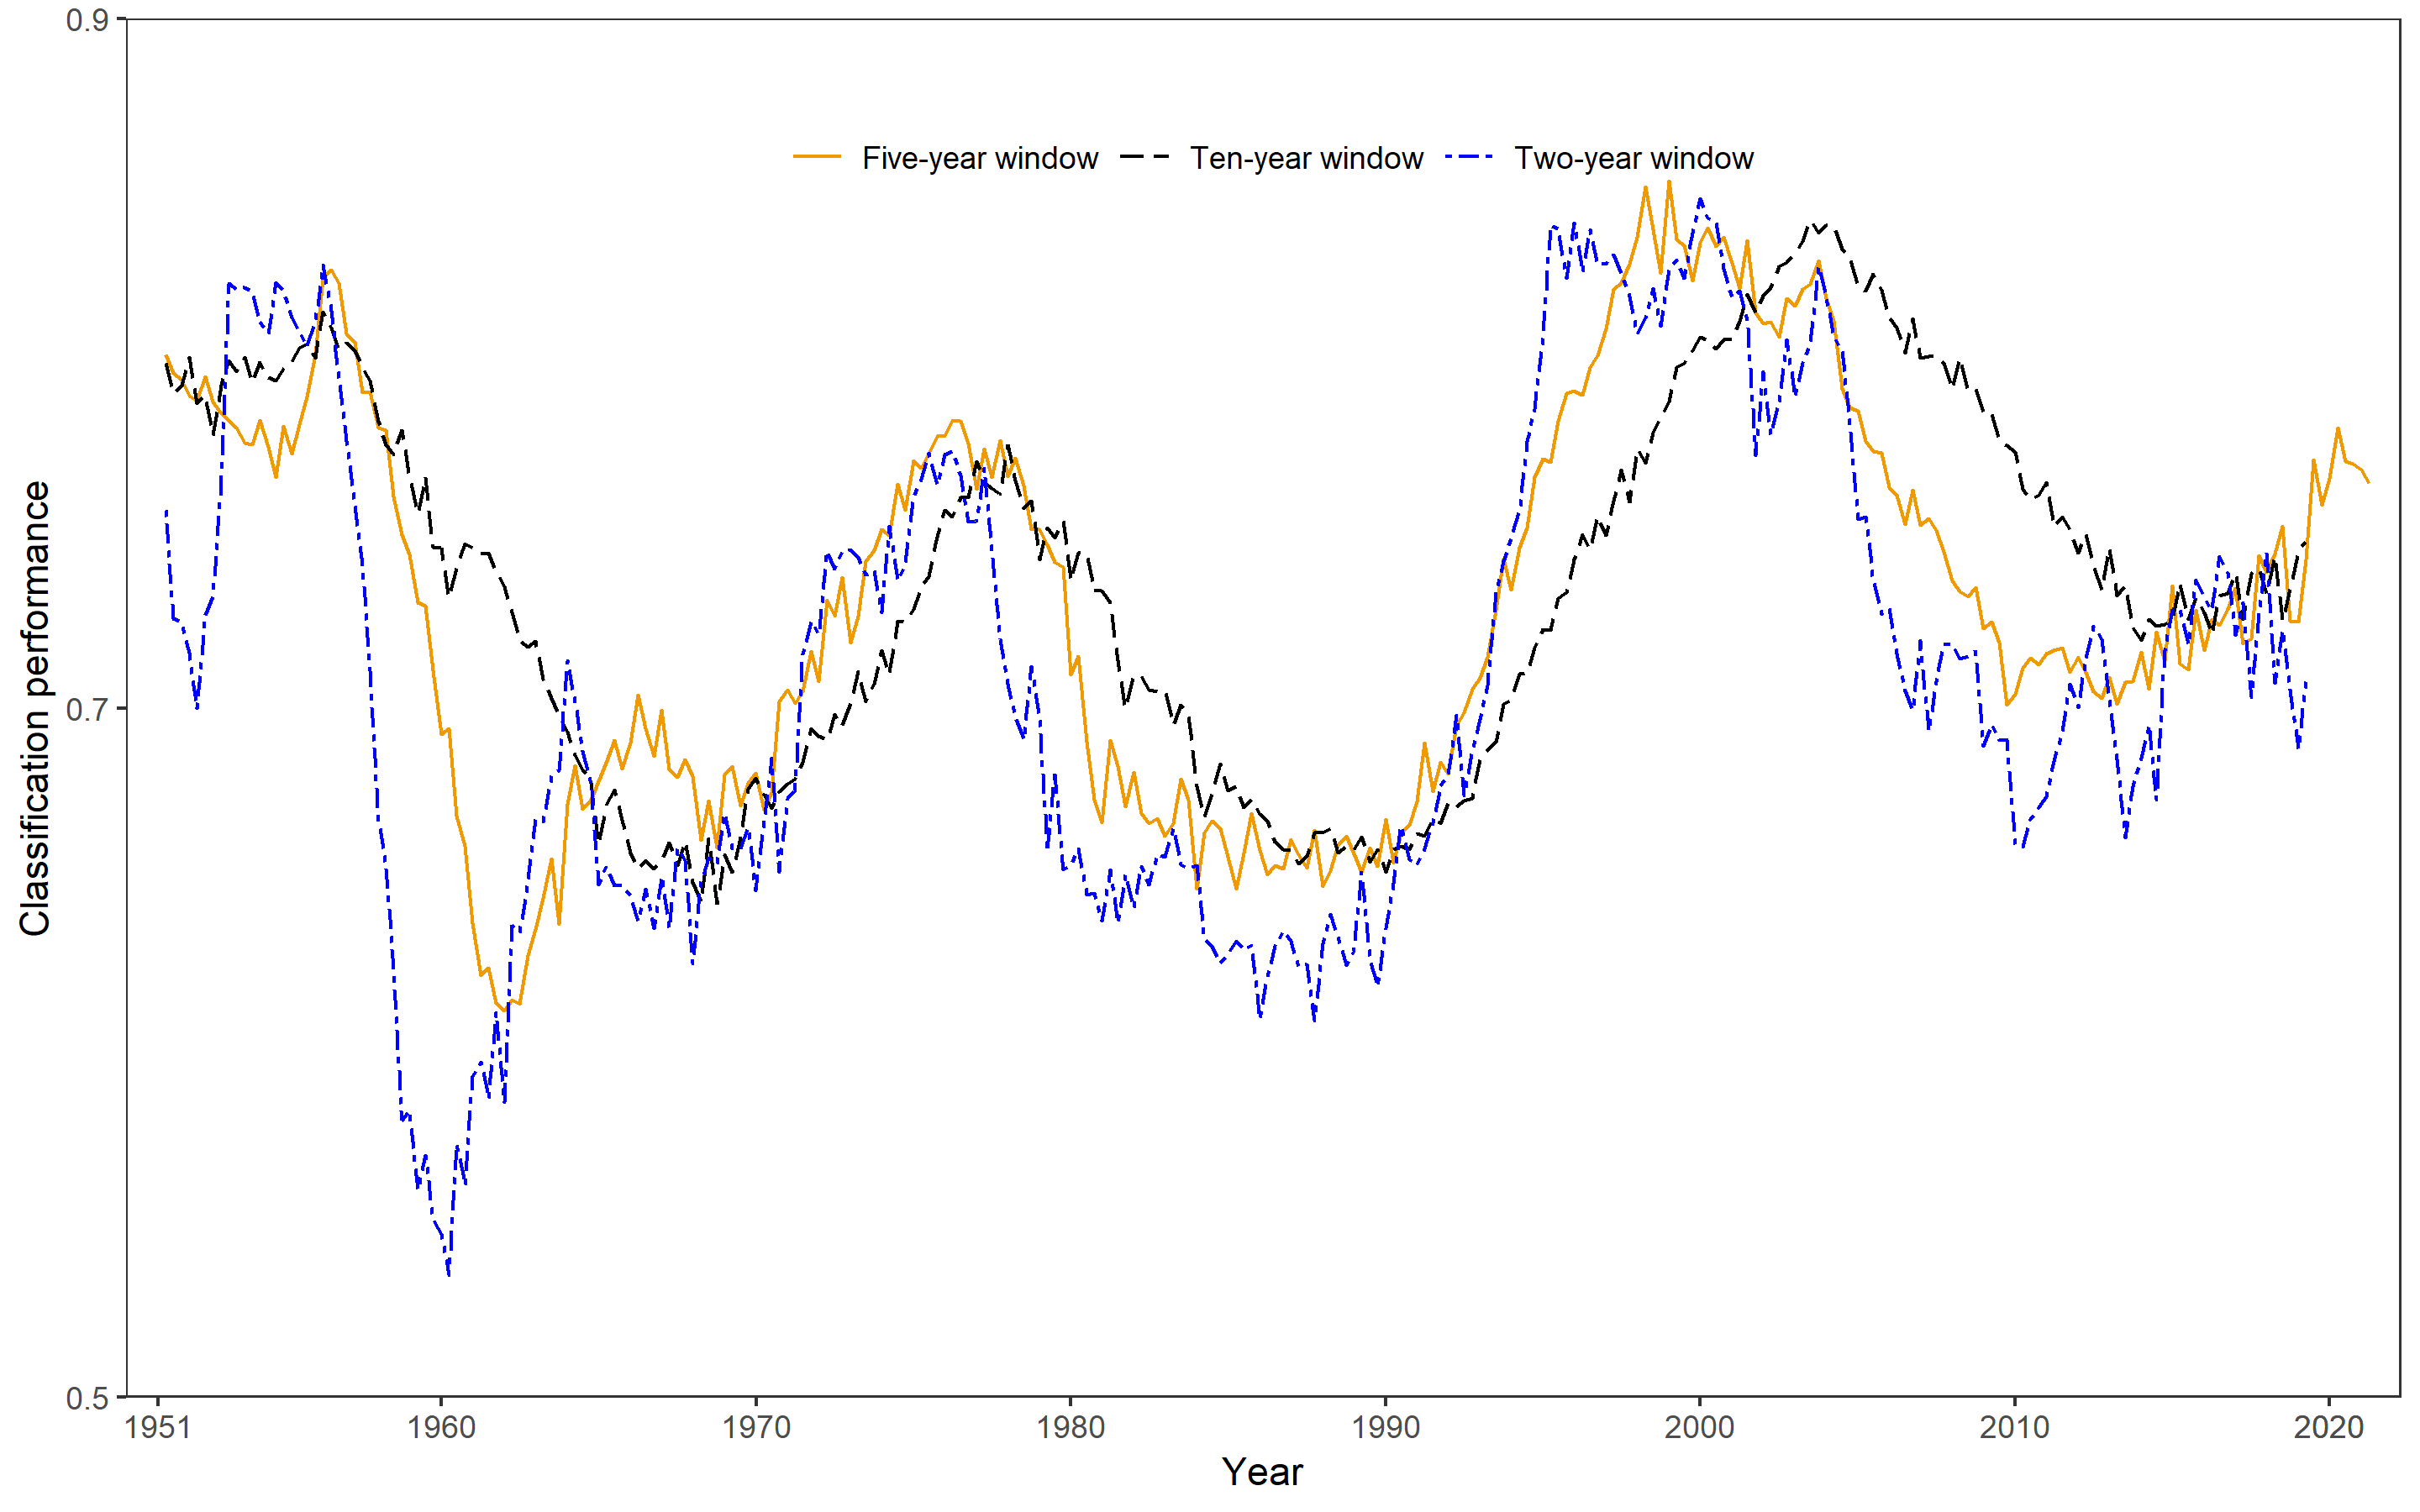 0.9
Five-year window Ten-year window Two-year window
Classification performance
0.7
0.5
1951 1960 1970 1980 1990 2000 2010 2020
Year